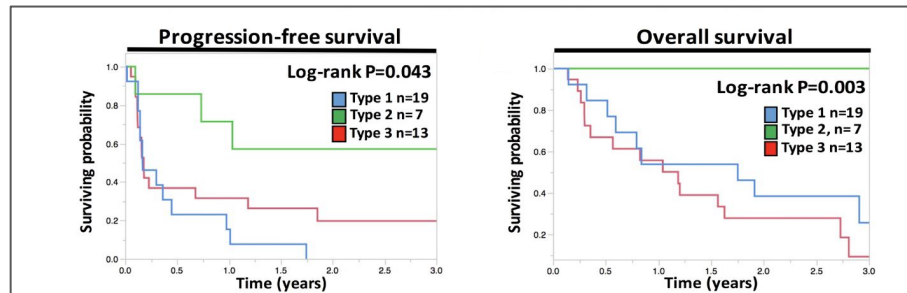 Progression-free survival
Log-rank P=0.043
Type 1 n=19
Type 2 n= 7
Type 3 n=13
Surviving probability
1.0
0.8
0.6
0.4
0.2
0.0
0.0 0.5 1.0 1.5 2.0 2.5 3.0
Time (years)
Overall survival
Log-rank P=0.003
Type 1 n=19
Type 2, n= 7
Type 3 n=13
Surviving probability
1.0
0.8
0.6
0.4
0.2
0.0 0.5 1.0 1.5 2.0 2.5 3.0
Time (years)